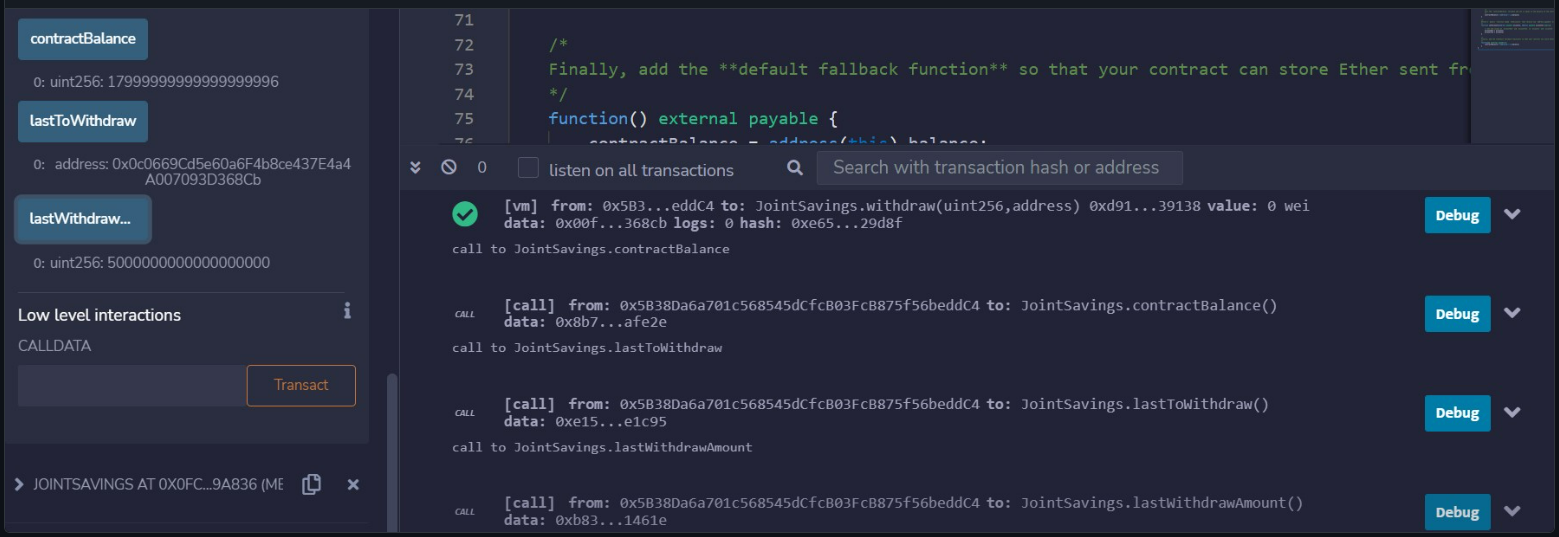 contractBalance
0: uint256: 17999999999999999996
lastToWithdraw
0: address: 0x0c0669Cd5e60a6F4b8ce437E4a4
A007093D368Cb
lastWithdraw...
0: uint256: 5000000000000000000
Low level interactions
CALLDATA
Transact
JOINTSAVINGS AT 0X0FC...9A836 (ME
71
72 /*
73 Finally, add the **default fallback function** so that your contract can store Ether sent fr
74 */
75 function() external payable {
76 contractBalance = address(this).balance;
0 listen on all transactions Search with transaction hash or address
[vm] from: 0x5B3...eddC4 to: JointSavings.withdraw(uint256,address) 0xd91...39138 value: 0 wei
data: 0x00f...368cb logs: 0 hash: 0xe65...29d8f
Debug
call to JointSavings.contractBalance
CALL [call] from: 0x5B38Da6a701c568545dCfcB03FcB875f56beddC4 to: JointSavings.contractBalance()
data: 0x8b7...afe2e
Debug
call to JointSavings.lastToWithdraw
CALL [call] from: 0x5B38Da6a701c568545dCfcB03FcB875f56beddC4 to: JointSavings.lastToWithdraw()
data: 0xe15...e1c95
Debug
call to JointSavings.lastWithdrawAmount
CALL [call] from: 0x5B38Da6a701c568545dCfcB03FcB875f56beddC4 to: JointSavings.lastWithdrawAmount()
data: 0xb83...1461e
Debug